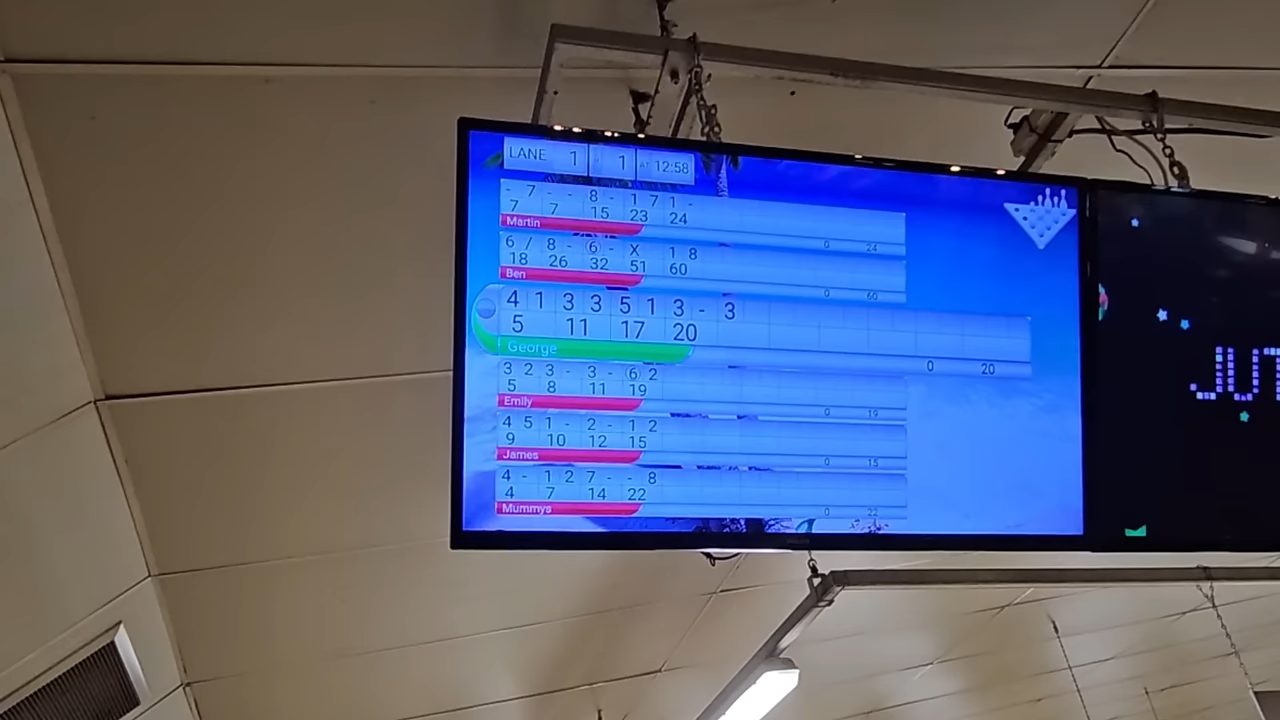 LANE 1 1 AT 12:58
- 7 - - 8 - 1 7 1 -
7 7 15 23 24
Martin 0 24
6 / 8 - 6 - X 1 8
18 26 32 51 60
Ben 0 60
4 1 3 3 5 1 3 - 3
5 11 17 20
George 0 20
3 2 3 - 3 - 6 2
5 8 11 19
Emily 0 19
4 5 1 - 2 - 1 2
9 10 12 15
James 0 15
4 - 1 2 7 - - 8
4 7 14 22
Mummys 0 22